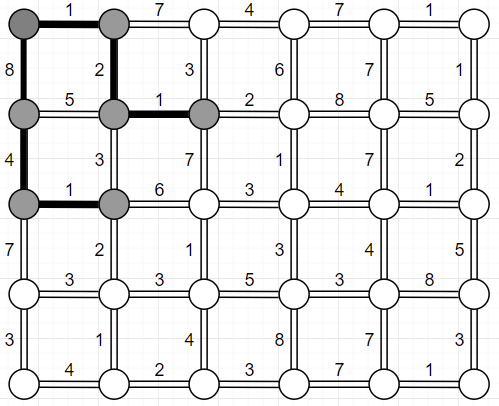 1 7 4 7 1
8 2 3 6 7 1
5 1 2 8 5
4 3 7 1 7 2
1 6 3 4 1
7 2 1 3 4 5
3 3 5 3 8
3 1 4 8 7 3
4 2 3 7 1